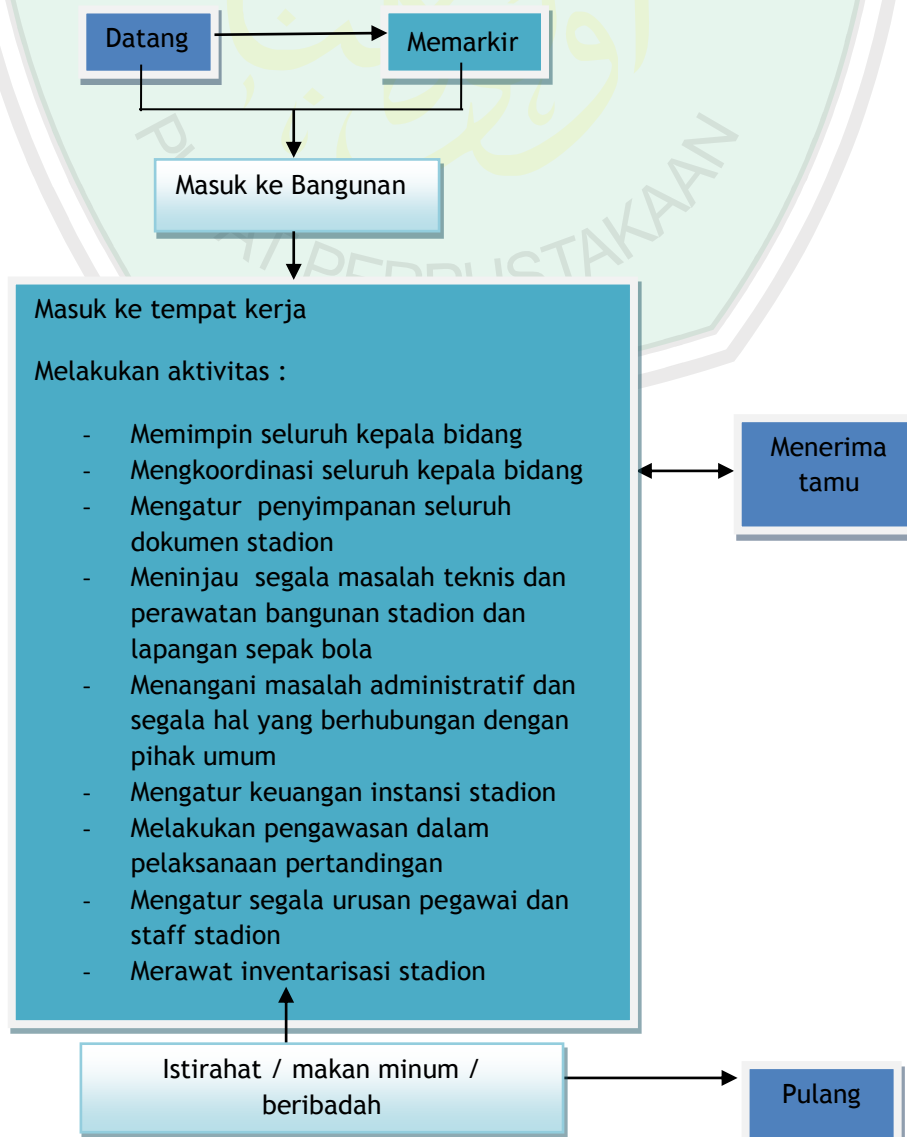 Datang
Memarkir
Masuk ke Bangunan
PERPUSTAKAAN
Masuk ke tempat kerja
Melakukan aktivitas :
- Memimpin seluruh kepala bidang
- Mengkoordinasi seluruh kepala bidang
- Mengatur penyimpanan seluruh
dokumen stadion
- Meninjau segala masalah teknis dan
perawatan bangunan stadion dan
lapangan sepak bola
- Menangani masalah administratif dan
segala hal yang berhubungan dengan
pihak umum
- Mengatur keuangan instansi stadion
- Melakukan pengawasan dalam
pelaksanaan pertandingan
- Mengatur segala urusan pegawai dan
staff stadion
- Merawat inventarisasi stadion
Menerima
tamu
Istirahat / makan minum /
beribadah
Pulang